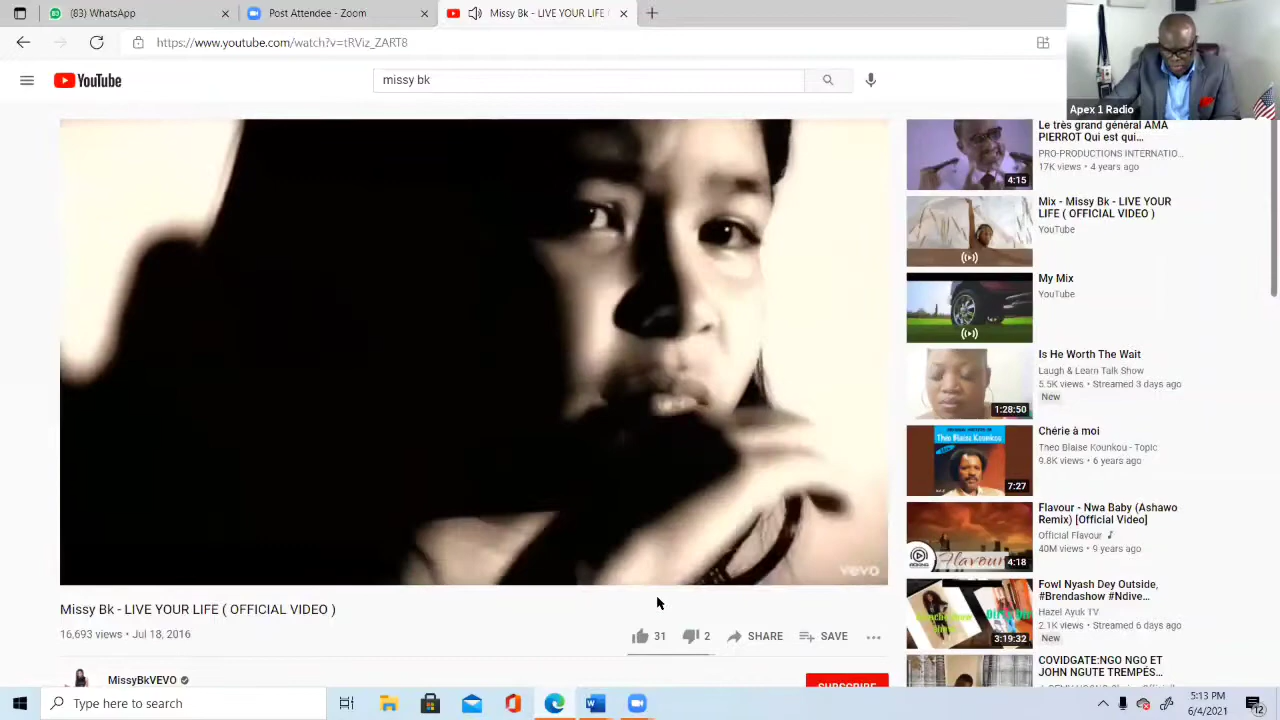 (83) WhatsApp
Post Attendee - Zoom
Missy Bk - LIVE YOUR LIFE (
https://www.youtube.com/watch?v=tRViz_ZART8
YouTube
missy bk
Apex 1 Radio
Le très grand général AMA
PIERROT Qui est qui...
PRO-PRODUCTIONS INTERNATIO...
17K views • 4 years ago
4:15
Mix - Missy Bk - LIVE YOUR
LIFE ( OFFICIAL VIDEO )
YouTube
My Mix
YouTube
Is He Worth The Wait
Laugh & Learn Talk Show
5.5K views • Streamed 3 days ago
New
1:28:50
Chérie à moi
Theo Blaise Kounkou - Topic
9.8K views • 6 years ago
Théo Blaise Kounkou
7:27
Flavour - Nwa Baby (Ashawo
Remix) [Official Video]
Official Flavour
40M views • 9 years ago
Flavour
4:18
Fowl Nyash Dey Outside,
#Brendashow #Ndive...
Hazel Ayuk TV
2.1K views • Streamed 6 days ago
New
3:19:32
COVIDGATE:NGO NGO ET
JOHN NGUTE TREMPÉS...
vevo
Missy Bk - LIVE YOUR LIFE ( OFFICIAL VIDEO )
16,693 views • Jul 18, 2016
31
2
SHARE
SAVE
MissyBkVEVO
SUBSCRIBE
Type here to search
5:13 PM
6/4/2021
12